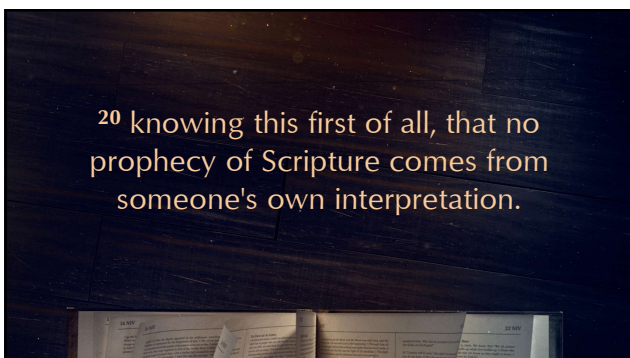 20 knowing this first of all, that no
prophecy of Scripture comes from
someone's own interpretation.